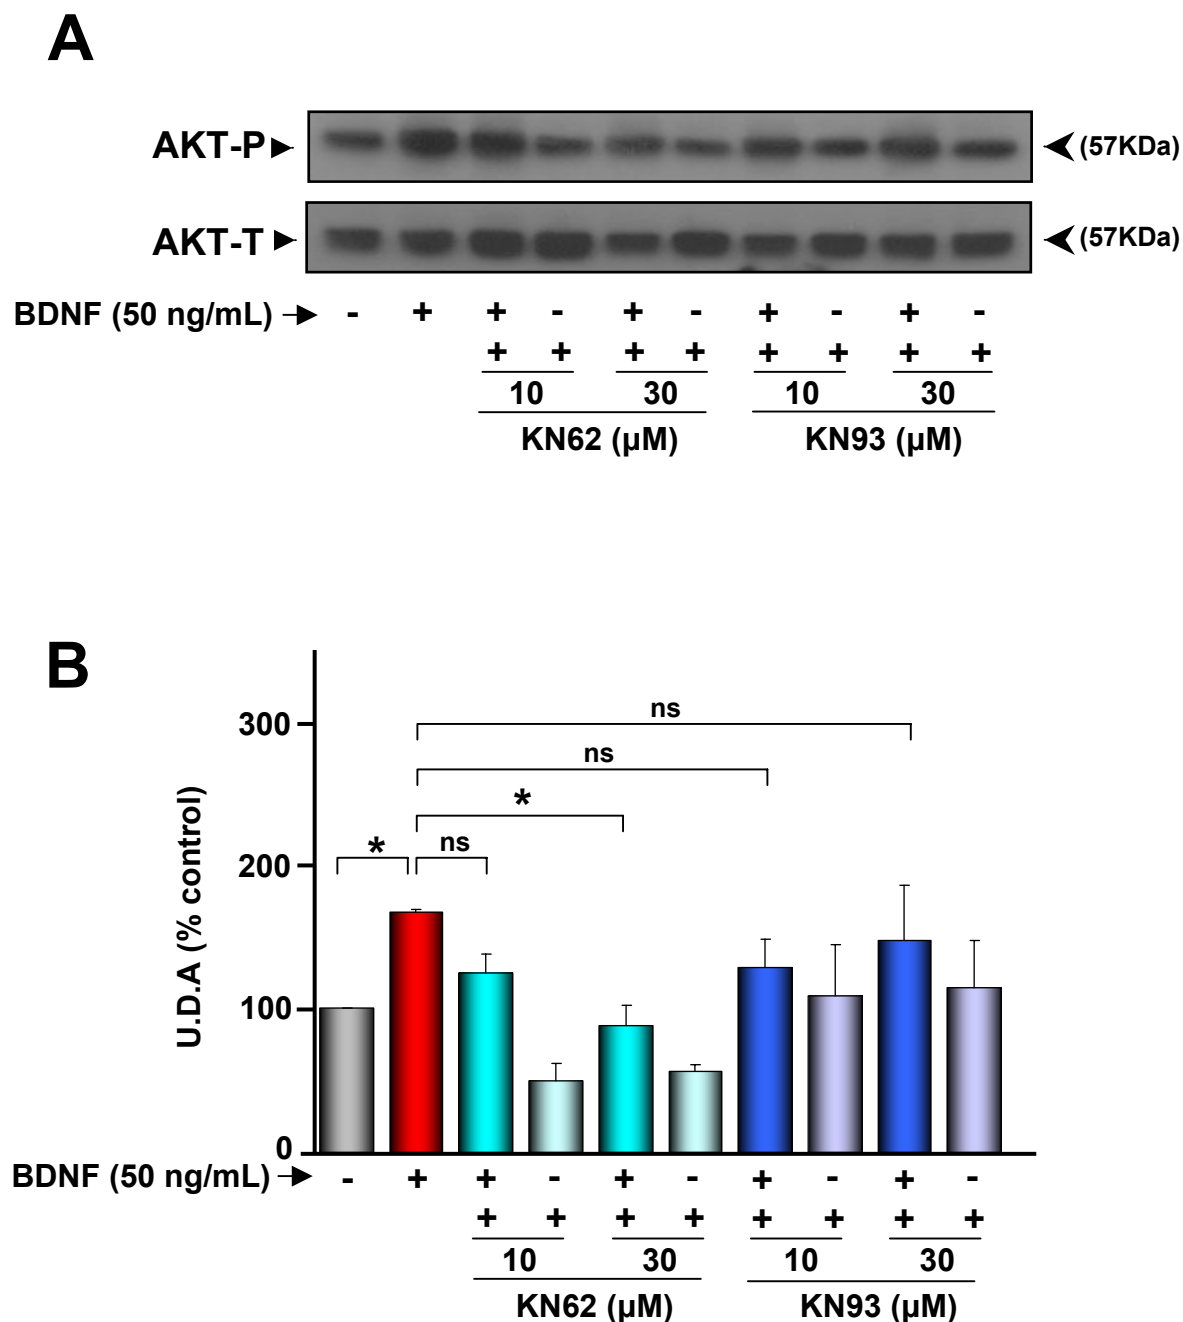 A
AKT-P (57KDa)
AKT-T (57KDa)
BDNF (50 ng/mL) - + + - + - + - + -
+ + + + + + + +
10 30 10 30
KN62 (µM) KN93 (µM)
B
300
200
100
0
U.D.A (% control)
ns
ns
*
* ns
BDNF (50 ng/mL) - + + - + - + - + -
+ + + + + + + +
10 30 10 30
KN62 (µM) KN93 (µM)